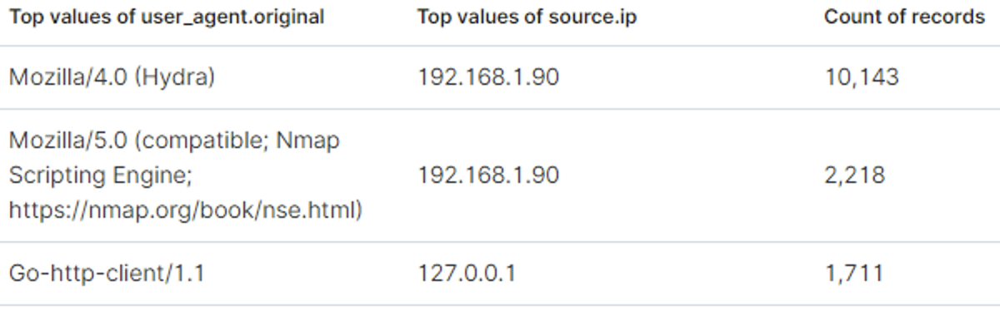 Top values of user_agent.original Top values of source.ip Count of records
Mozilla/4.0 (Hydra) 192.168.1.90 10,143
Mozilla/5.0 (compatible; Nmap
Scripting Engine; 192.168.1.90 2,218
https://nmap.org/book/nse.html)
Go-http-client/1.1 127.0.0.1 1,711